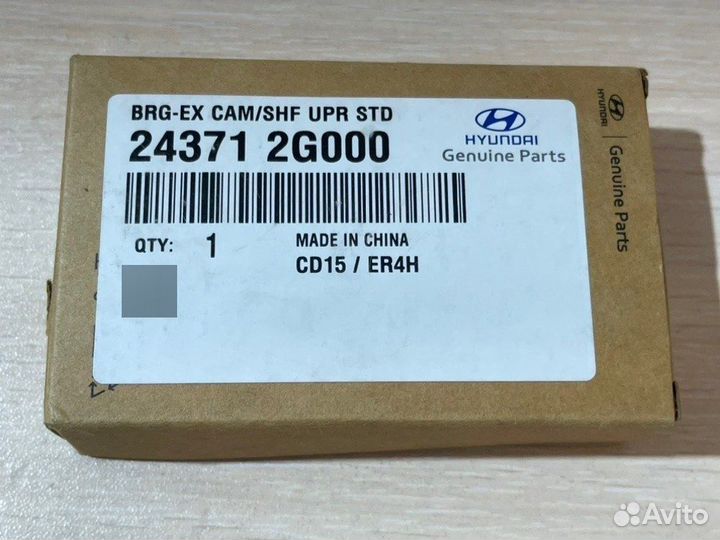 BRG-EX CAM/SHF UPR STD
24371 2G000
HYUNDAI
Genuine Parts
QTY: 1
MADE IN CHINA
CD15 / ER4H
HYUNDAI
Genuine Parts
Avito